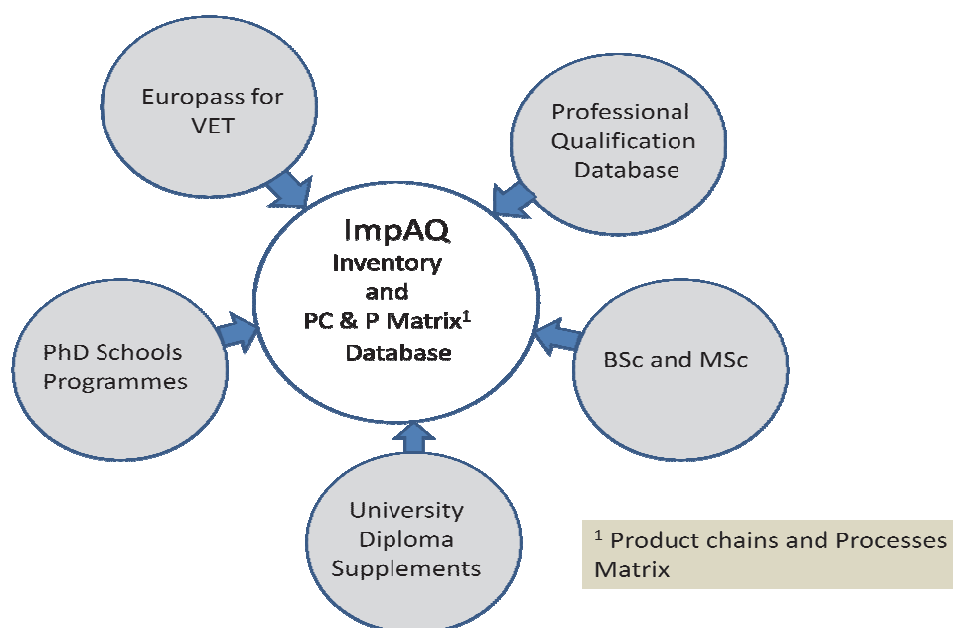 Europass for
VET
Professional
Qualification
Database
ImpAQ
Inventory
and
PC & P Matrix¹
Database
PhD Schools
Programmes
BSc and MSc
University
Diploma
Supplements
¹ Product chains and Processes
Matrix